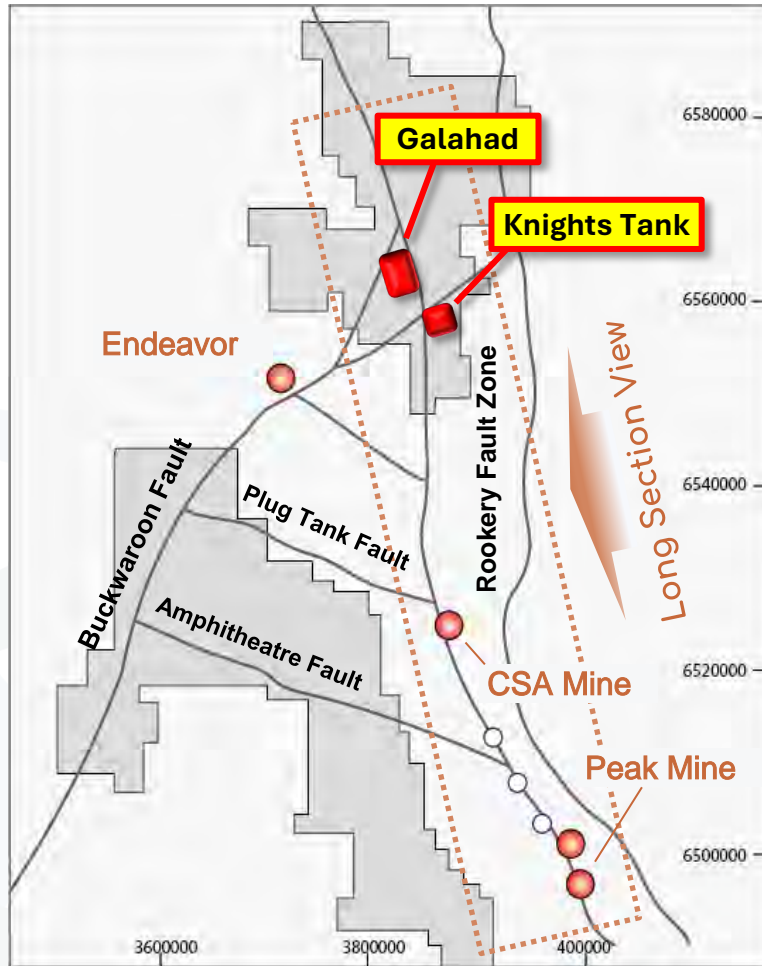 6580000
Galahad
Knights Tank
6560000
Endeavor
Rookery Fault Zone
Long Section View
6540000
Buckwaroon Fault
Plug Tank Fault
Amphitheatre Fault
6520000
CSA Mine
Peak Mine
6500000
3600000
3800000
400000